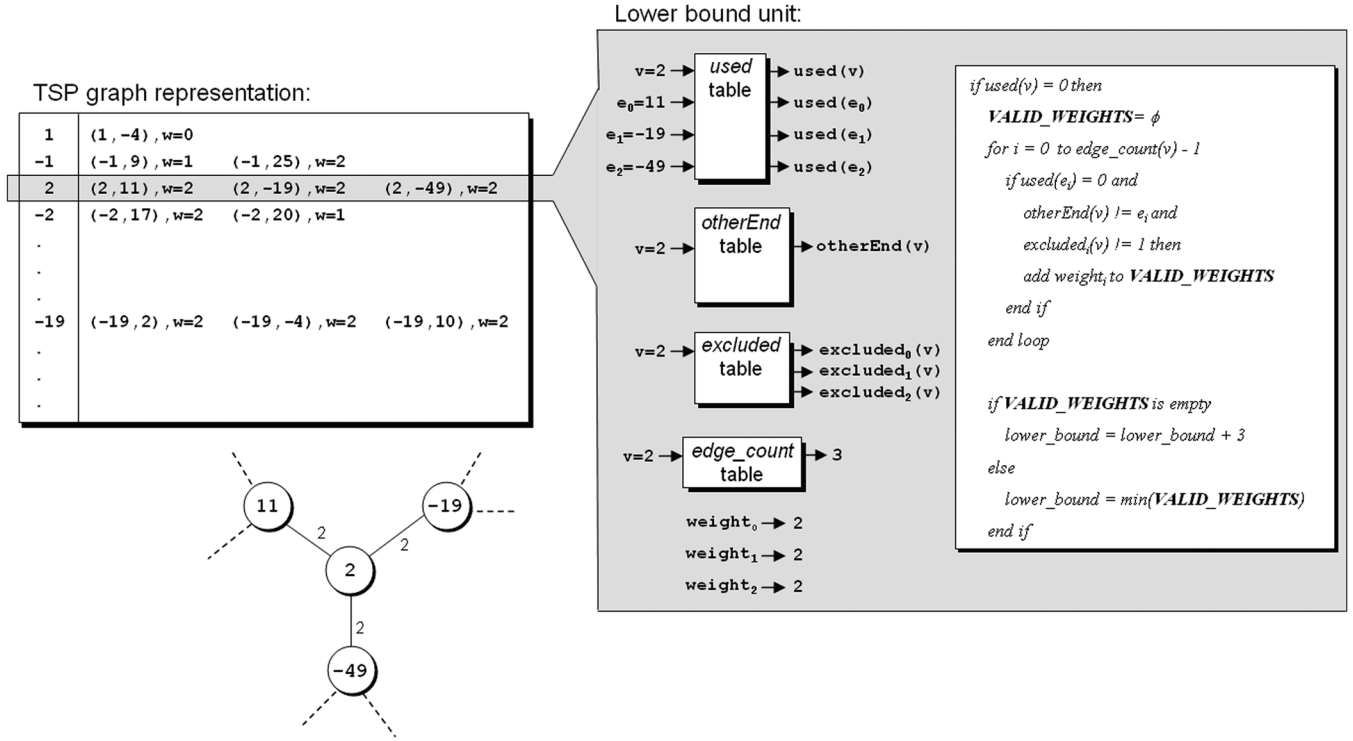 Lower bound unit:
TSP graph representation:
1 (1,-4),w=0
-1 (-1,9),w=1 (-1,25),w=2
2 (2,11),w=2 (2,-19),w=2 (2,-49),w=2
-2 (-2,17),w=2 (-2,20),w=1
.
.
.
-19 (-19,2),w=2 (-19,-4),w=2 (-19,10),w=2
.
.
.
11
-19
2
2
2
2
-49
v=2
e₀=11
e₁=-19
e₂=-49
used
table
used(v)
used(e₀)
used(e₁)
used(e₂)
v=2
otherEnd
table
otherEnd(v)
v=2
excluded
table
excluded₀(v)
excluded₁(v)
excluded₂(v)
v=2
edge_count
table
3
weight₀ 2
weight₁ 2
weight₂ 2
if used(v) = 0 then
VALID_WEIGHTS = ϕ
for i = 0 to edge_count(v) - 1
if used(eᵢ) = 0 and
otherEnd(v) != eᵢ and
excludedᵢ(v) != 1 then
add weightᵢ to VALID_WEIGHTS
end if
end loop
if VALID_WEIGHTS is empty
lower_bound = lower_bound + 3
else
lower_bound = min(VALID_WEIGHTS)
end if